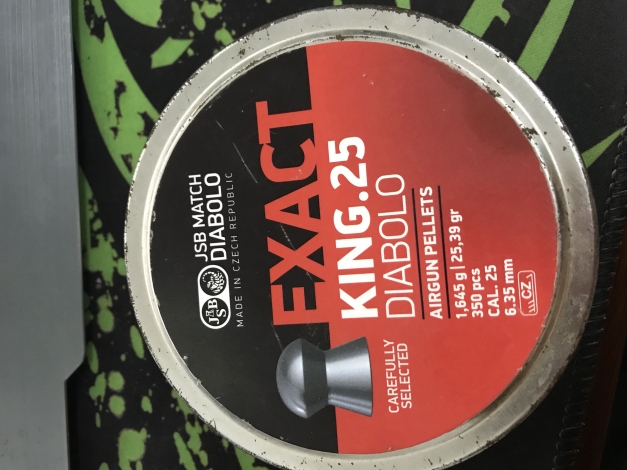 J&B
S
JSB MATCH
DIABOLO
MADE IN CZECH REPUBLIC
EXACT
KING.25
DIABOLO
AIRGUN PELLETS
1,645 g | 25,39 gr
350 pcs
CAL. 25
6.35 mm
CZ
CAREFULLY
SELECTED